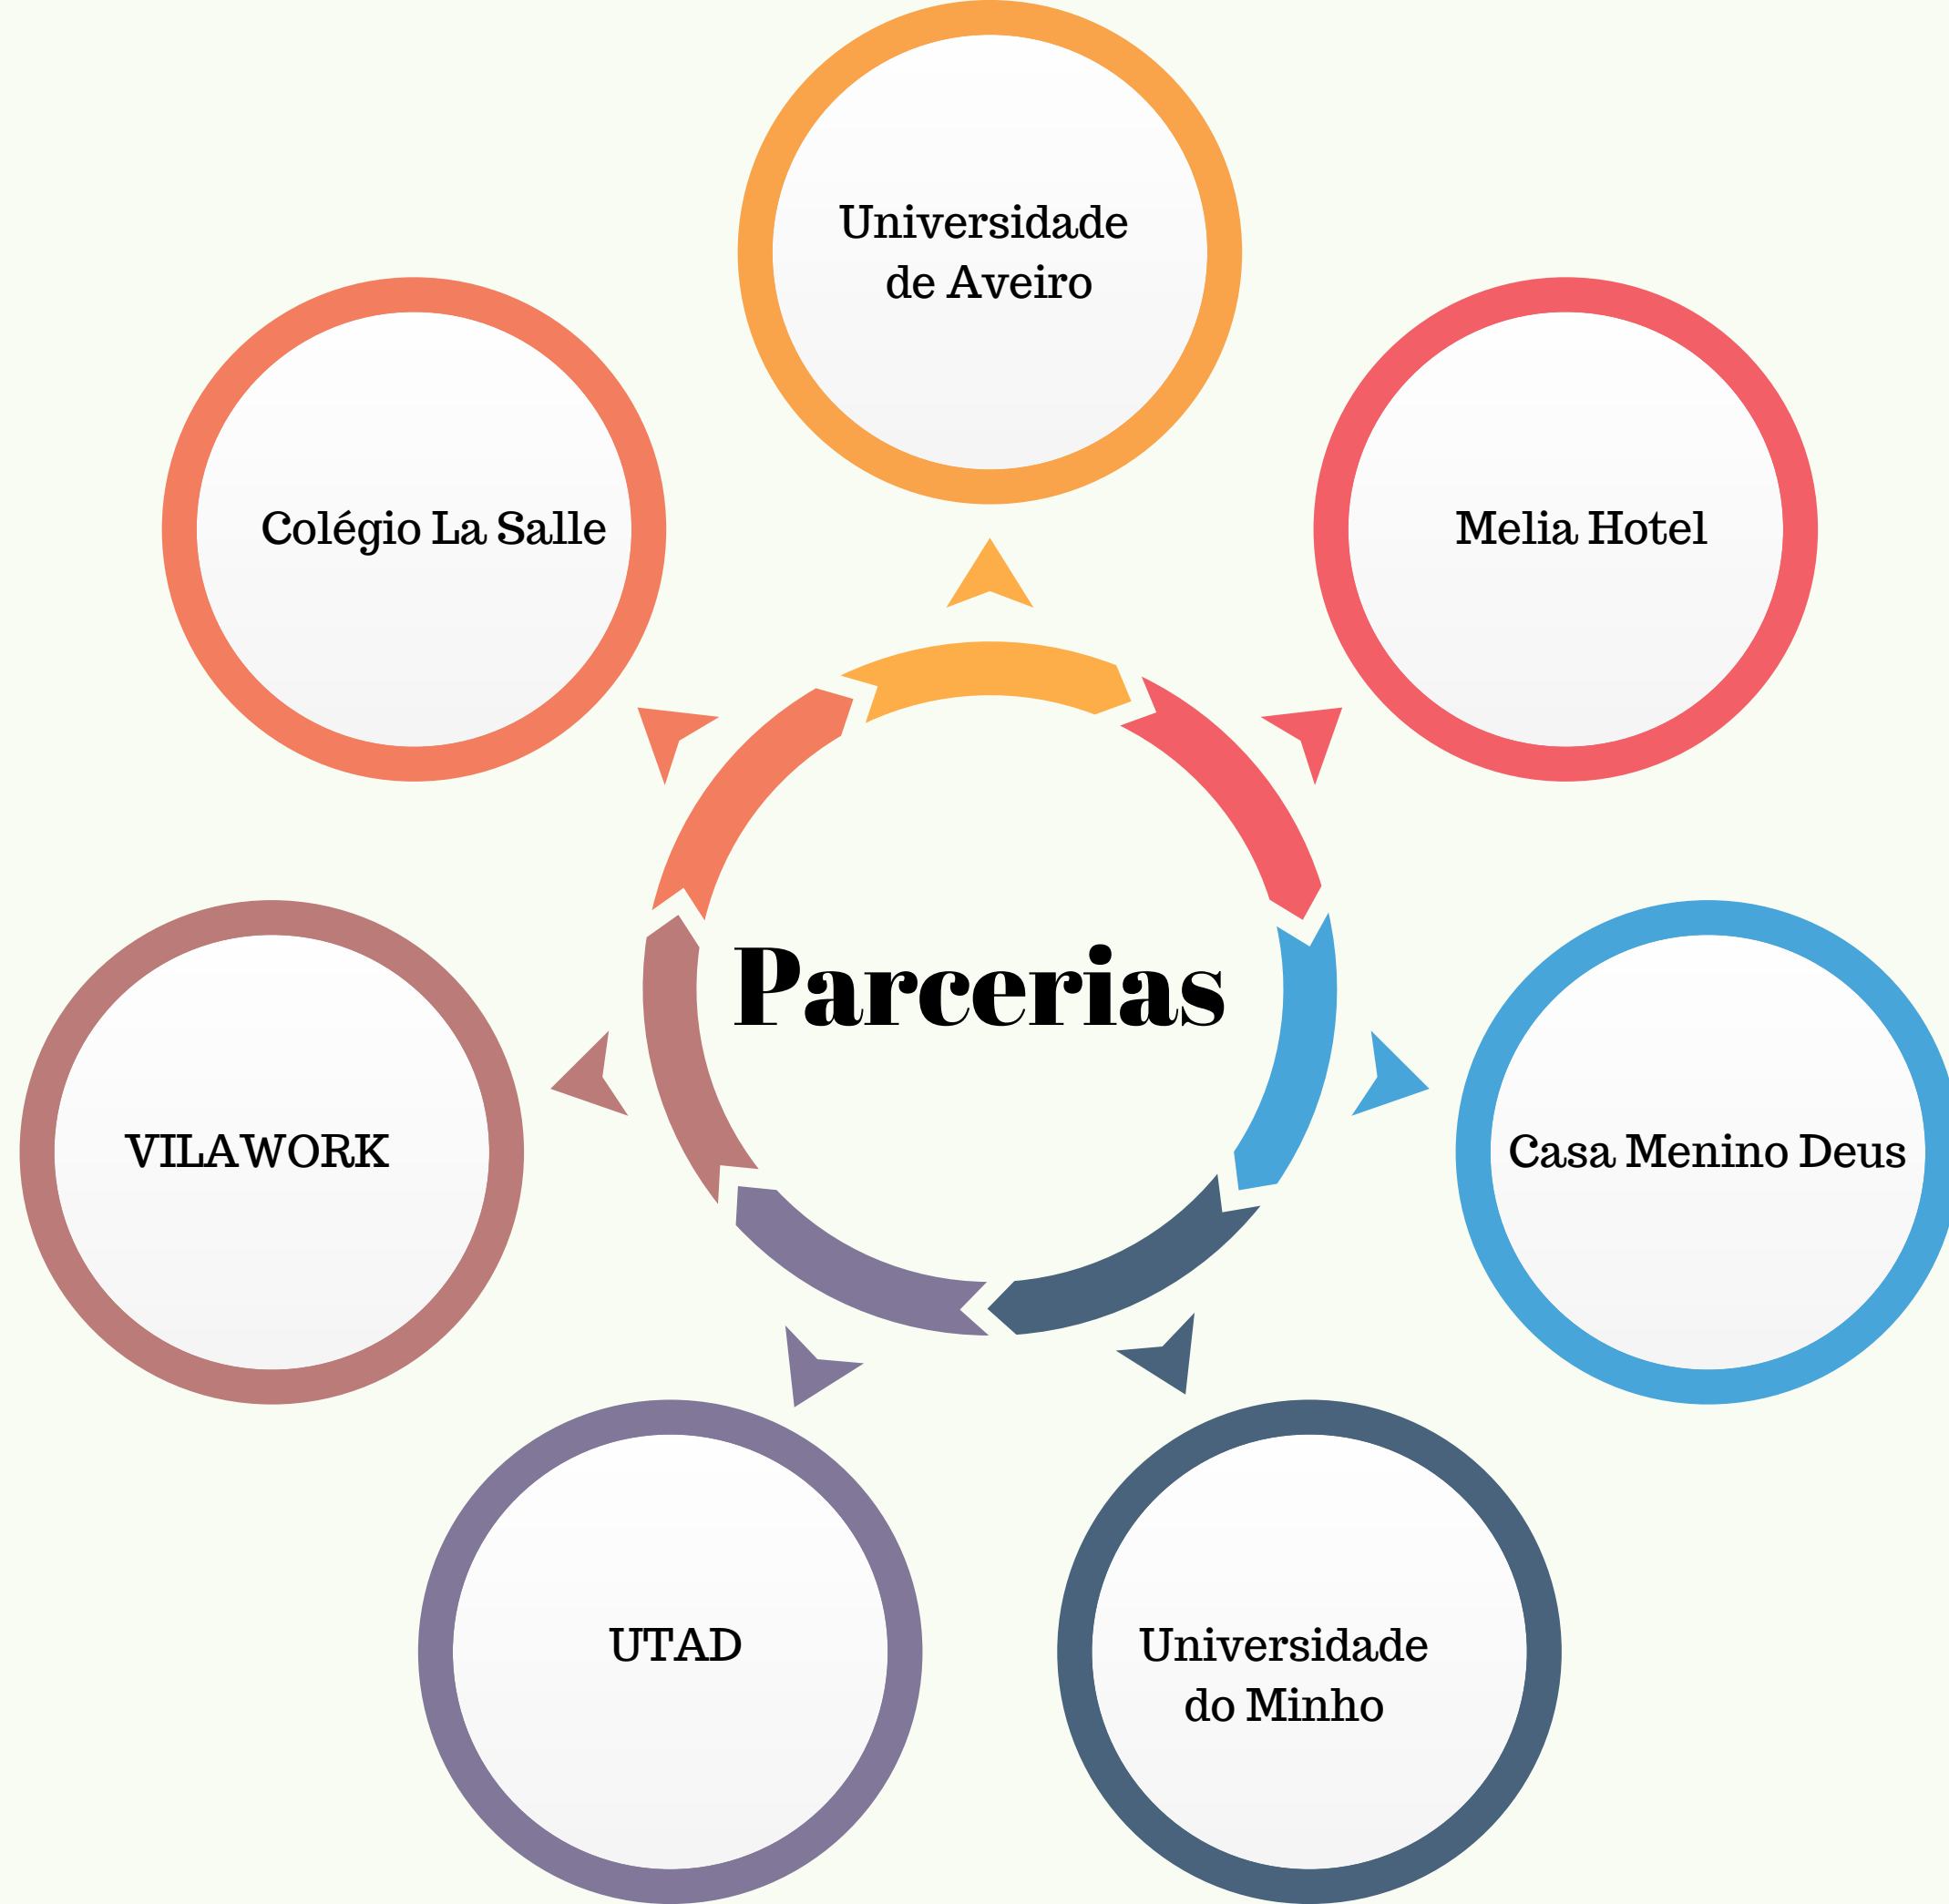 Universidade
de Aveiro
Colégio La Salle
Melia Hotel
Parcerias
VILAWORK
Casa Menino Deus
UTAD
Universidade
do Minho